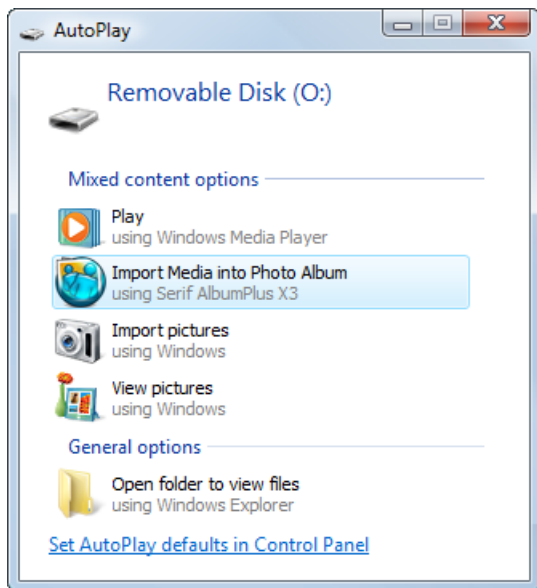 AutoPlay
Removable Disk (O:)
Mixed content options
Play
using Windows Media Player
Import Media into Photo Album
using Serif AlbumPlus X3
Import pictures
using Windows
View pictures
using Windows
General options
Open folder to view files
using Windows Explorer
Set AutoPlay defaults in Control Panel